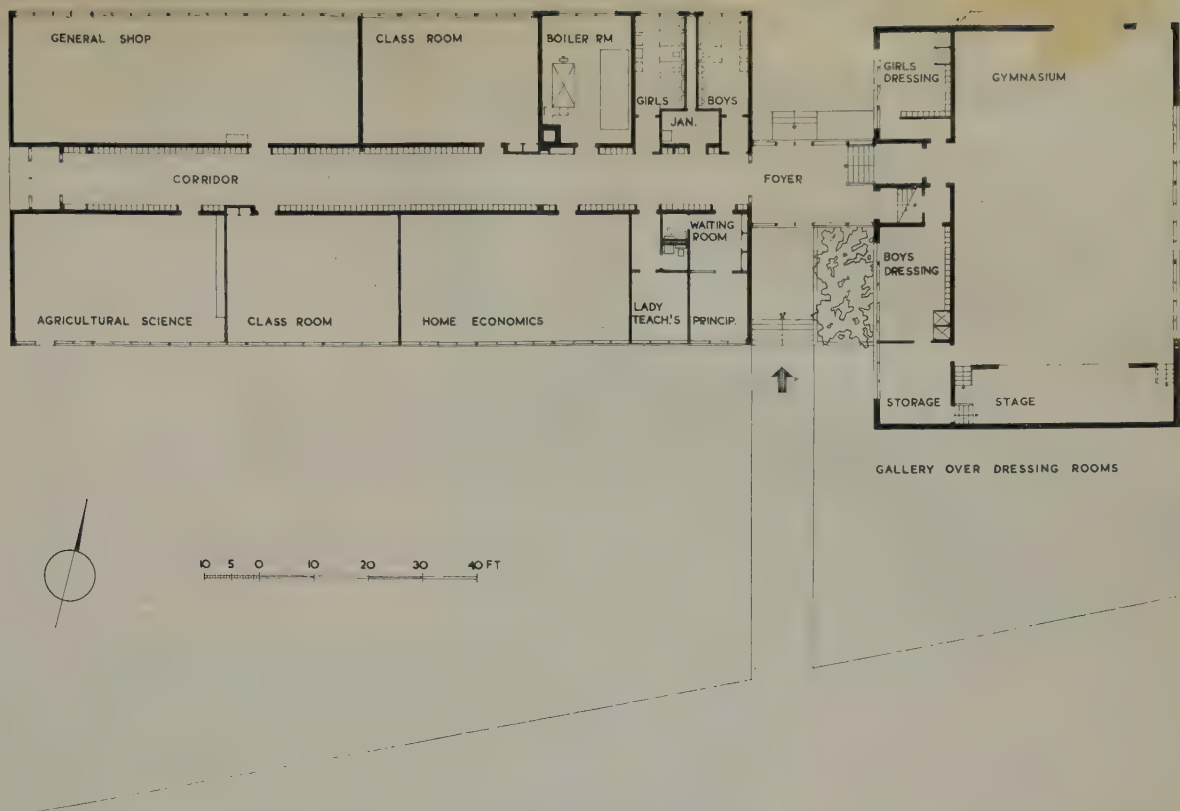 GENERAL SHOP
CLASS ROOM
BOILER RM
GIRLS
BOYS
JAN.
GIRLS
DRESSING
GYMNASIUM
CORRIDOR
FOYER
WAITING
ROOM
BOYS
DRESSING
AGRICULTURAL SCIENCE
CLASS ROOM
HOME ECONOMICS
LADY
TEACH.'S
PRINCIP.
STORAGE
STAGE
GALLERY OVER DRESSING ROOMS
10 5 0 10 20 30 40 FT